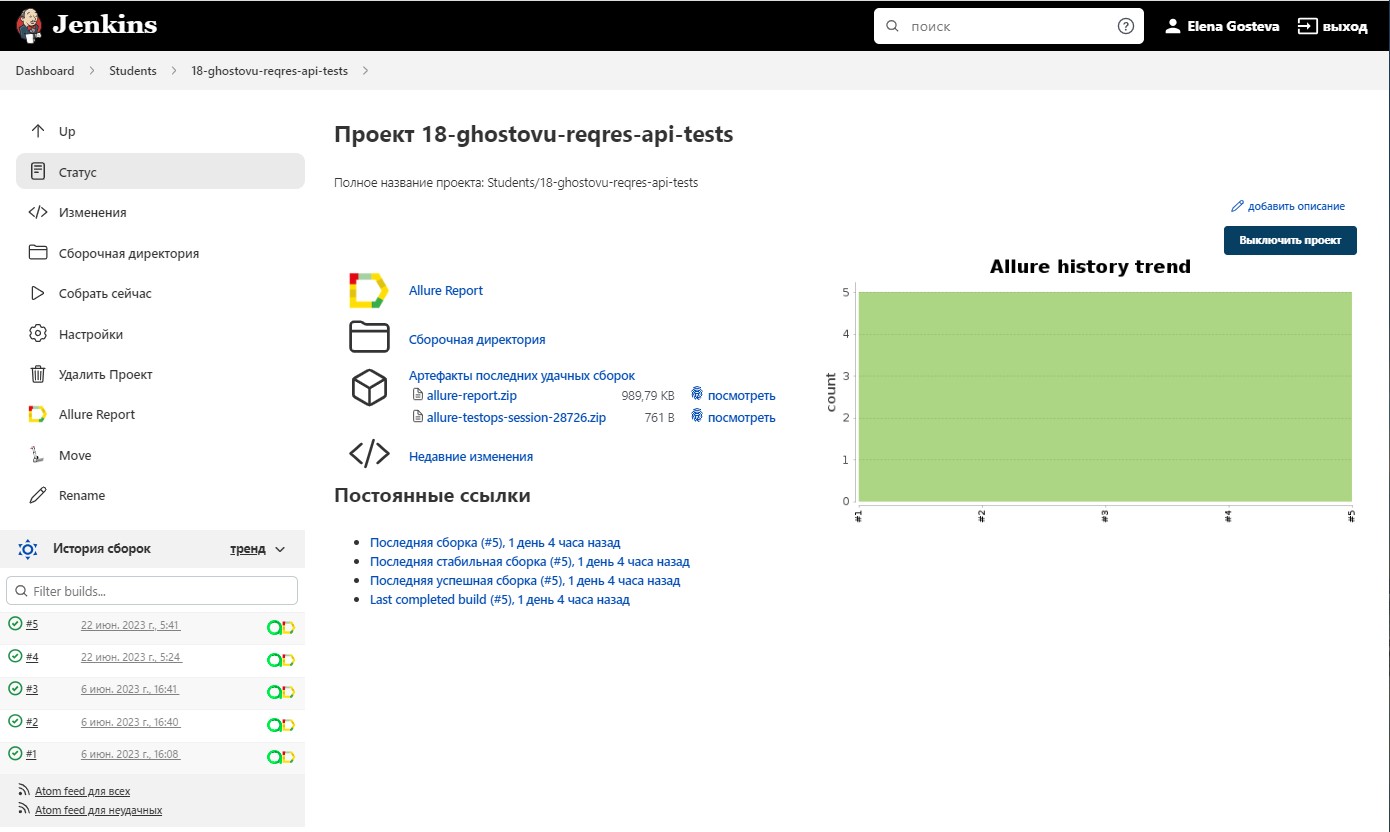 Jenkins
поиск
Elena Gosteva
выход
Dashboard
Students
18-ghostovu-reqres-api-tests
Up
Статус
Изменения
Сборочная директория
Собрать сейчас
Настройки
Удалить Проект
Allure Report
Move
Rename
История сборок
тренд
Filter builds...
#5 22 июн. 2023 г., 5:41
#4 22 июн. 2023 г., 5:24
#3 6 июн. 2023 г., 16:41
#2 6 июн. 2023 г., 16:40
#1 6 июн. 2023 г., 16:08
Atom feed для всех
Atom feed для неудачных
Проект 18-ghostovu-reqres-api-tests
Полное название проекта: Students/18-ghostovu-reqres-api-tests
добавить описание
Выключить проект
Allure Report
Сборочная директория
Артефакты последних удачных сборок
allure-report.zip 989,79 KB посмотреть
allure-testops-session-28726.zip 761 B посмотреть
Недавние изменения
Постоянные ссылки
Последняя сборка (#5), 1 день 4 часа назад
Последняя стабильная сборка (#5), 1 день 4 часа назад
Последняя успешная сборка (#5), 1 день 4 часа назад
Last completed build (#5), 1 день 4 часа назад
Allure history trend
count
5
4
3
2
1
0
#1 #2 #3 #4 #5